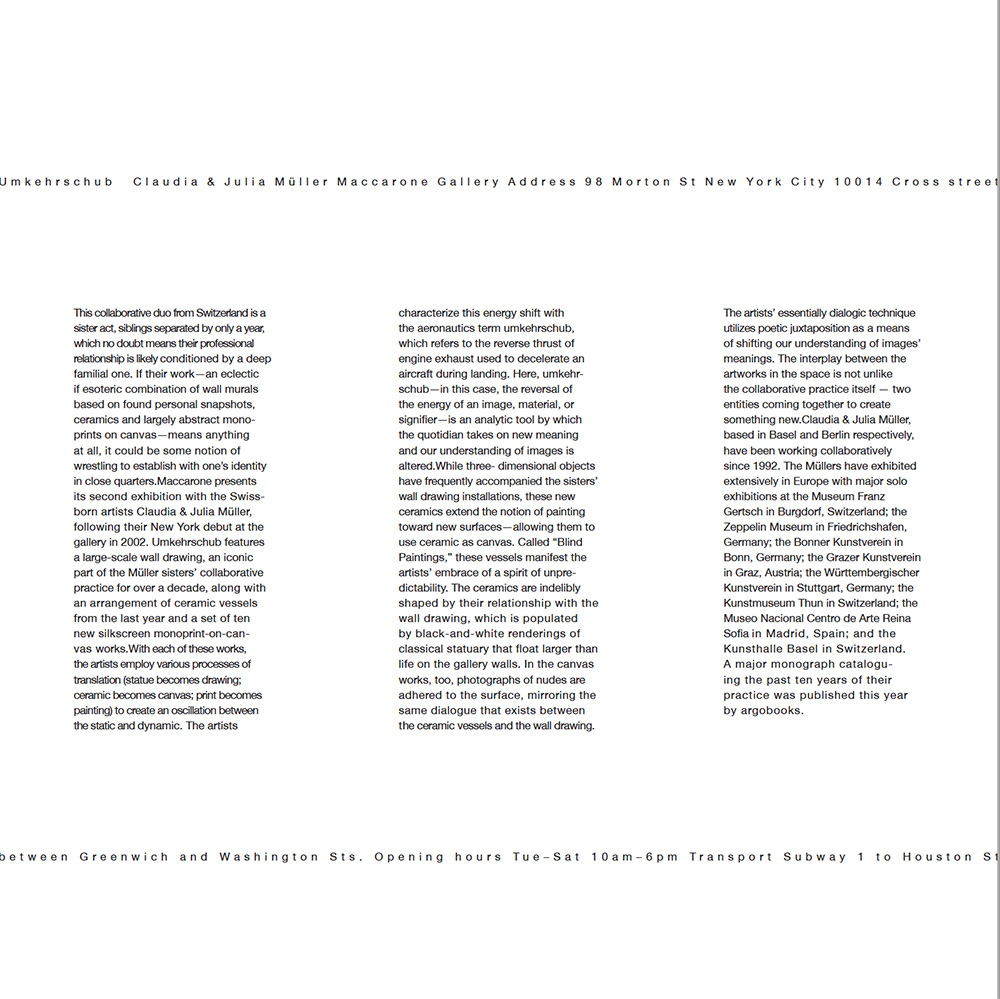 Umkehrschub Claudia & Julia Müller Maccarone Gallery Address 98 Morton St New York City 10014 Cross street
This collaborative duo from Switzerland is a
sister act, siblings separated by only a year,
which no doubt means their professional
relationship is likely conditioned by a deep
familial one. If their work—an eclectic
if esoteric combination of wall murals
based on found personal snapshots,
ceramics and largely abstract mono-
prints on canvas—means anything
at all, it could be some notion of
wrestling to establish with one’s identity
in close quarters.Maccarone presents
its second exhibition with the Swiss-
born artists Claudia & Julia Müller,
following their New York debut at the
gallery in 2002. Umkehrschub features
a large-scale wall drawing, an iconic
part of the Müller sisters’ collaborative
practice for over a decade, along with
an arrangement of ceramic vessels
from the last year and a set of ten
new silkscreen monoprint-on-can-
vas works.With each of these works,
the artists employ various processes of
translation (statue becomes drawing;
ceramic becomes canvas; print becomes
painting) to create an oscillation between
the static and dynamic. The artists
characterize this energy shift with
the aeronautics term umkehrschub,
which refers to the reverse thrust of
engine exhaust used to decelerate an
aircraft during landing. Here, umkehr-
schub—in this case, the reversal of
the energy of an image, material, or
signifier—is an analytic tool by which
the quotidian takes on new meaning
and our understanding of images is
altered.While three- dimensional objects
have frequently accompanied the sisters’
wall drawing installations, these new
ceramics extend the notion of painting
toward new surfaces—allowing them to
use ceramic as canvas. Called “Blind
Paintings,” these vessels manifest the
artists’ embrace of a spirit of unpre-
dictability. The ceramics are indelibly
shaped by their relationship with the
wall drawing, which is populated
by black-and-white renderings of
classical statuary that float larger than
life on the gallery walls. In the canvas
works, too, photographs of nudes are
adhered to the surface, mirroring the
same dialogue that exists between
the ceramic vessels and the wall drawing.
The artists’ essentially dialogic technique
utilizes poetic juxtaposition as a means
of shifting our understanding of images’
meanings. The interplay between the
artworks in the space is not unlike
the collaborative practice itself — two
entities coming together to create
something new.Claudia & Julia Müller,
based in Basel and Berlin respectively,
have been working collaboratively
since 1992. The Müllers have exhibited
extensively in Europe with major solo
exhibitions at the Museum Franz
Gertsch in Burgdorf, Switzerland; the
Zeppelin Museum in Friedrichshafen,
Germany; the Bonner Kunstverein in
Bonn, Germany; the Grazer Kunstverein
in Graz, Austria; the Württembergischer
Kunstverein in Stuttgart, Germany; the
Kunstmuseum Thun in Switzerland; the
Museo Nacional Centro de Arte Reina
Sofia in Madrid, Spain; and the
Kunsthalle Basel in Switzerland.
A major monograph catalogu-
ing the past ten years of their
practice was published this year
by argobooks.
between Greenwich and Washington Sts. Opening hours Tue–Sat 10am–6pm Transport Subway 1 to Houston St